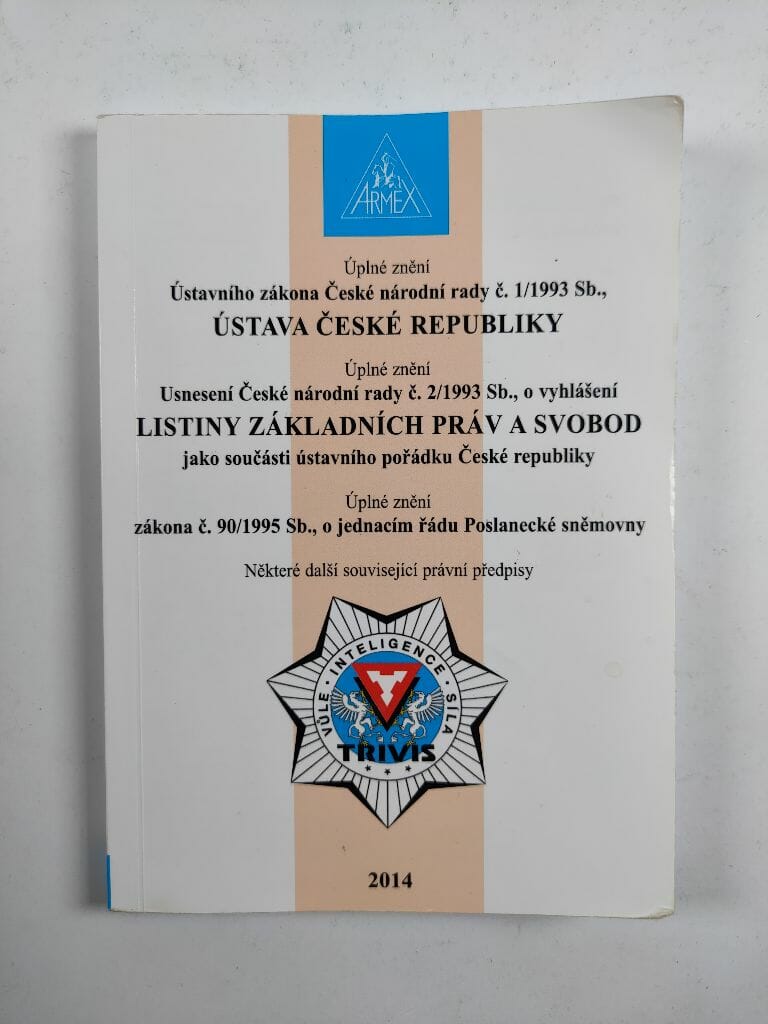 ARMEX
Úplné znění
Ústavního zákona České národní rady č. 1/1993 Sb.,
ÚSTAVA ČESKÉ REPUBLIKY
Úplné znění
Usnesení České národní rady č. 2/1993 Sb., o vyhlášení
LISTINY ZÁKLADNÍCH PRÁV A SVOBOD
jako součásti ústavního pořádku České republiky
Úplné znění
zákona č. 90/1995 Sb., o jednacím řádu Poslanecké sněmovny
Některé další související právní předpisy
VŮLE · INTELIGENCE · SÍLA
TRIVIS
2014